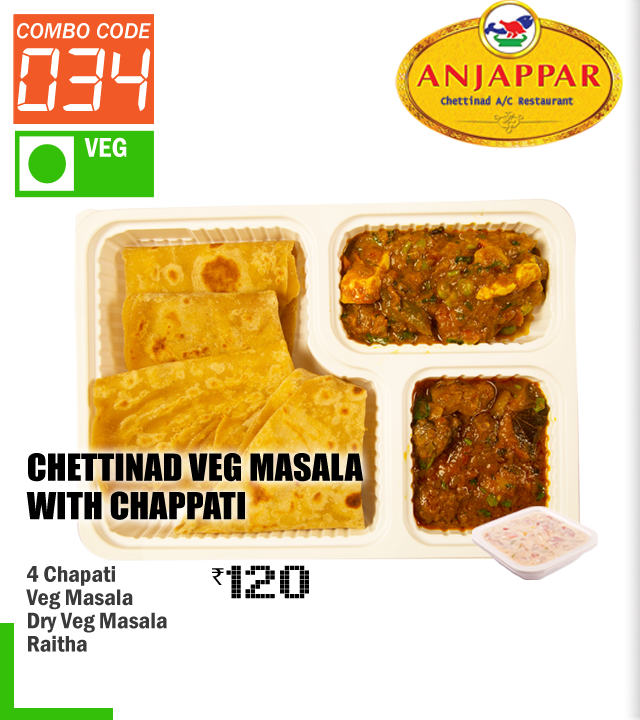 COMBO CODE
034
VEG
ANJAPPAR
Chettinad A/C Restaurant
CHETTINAD VEG MASALA
WITH CHAPPATI
4 Chapati
₹120
Veg Masala
Dry Veg Masala
Raitha